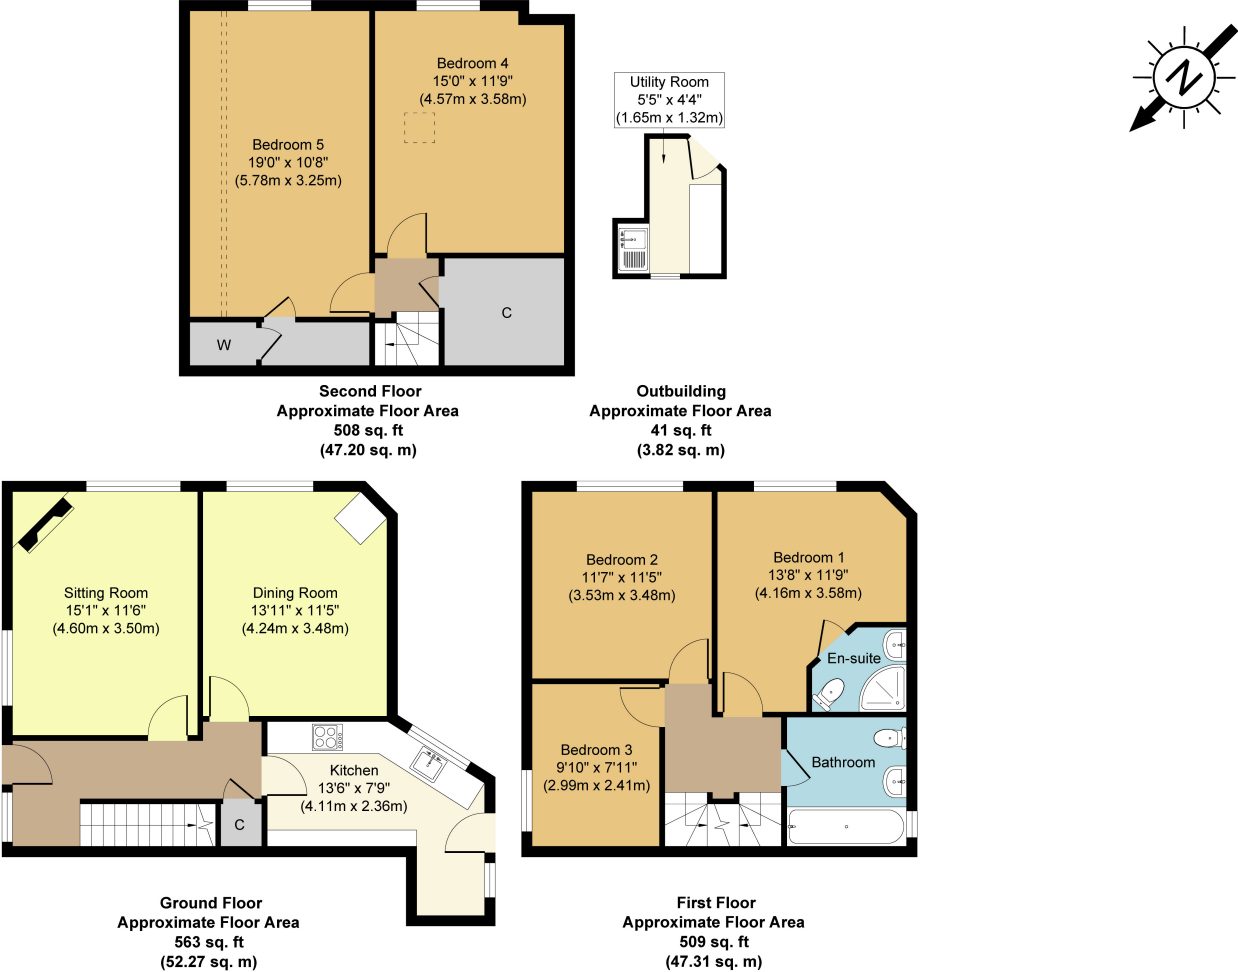 Bedroom 4
15'0" x 11'9"
(4.57m x 3.58m)
Bedroom 5
19'0" x 10'8"
(5.78m x 3.25m)
W
C
Utility Room
5'5" x 4'4"
(1.65m x 1.32m)
N
Second Floor
Approximate Floor Area
508 sq. ft
(47.20 sq. m)
Outbuilding
Approximate Floor Area
41 sq. ft
(3.82 sq. m)
Sitting Room
15'1" x 11'6"
(4.60m x 3.50m)
Dining Room
13'11" x 11'5"
(4.24m x 3.48m)
Kitchen
13'6" x 7'9"
(4.11m x 2.36m)
C
Bedroom 2
11'7" x 11'5"
(3.53m x 3.48m)
Bedroom 1
13'8" x 11'9"
(4.16m x 3.58m)
En-suite
Bedroom 3
9'10" x 7'11"
(2.99m x 2.41m)
Bathroom
Ground Floor
Approximate Floor Area
563 sq. ft
(52.27 sq. m)
First Floor
Approximate Floor Area
509 sq. ft
(47.31 sq. m)